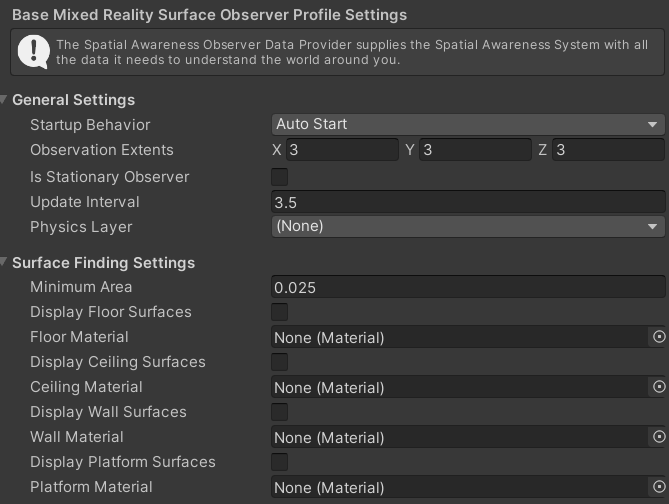 Base Mixed Reality Surface Observer Profile Settings
The Spatial Awareness Observer Data Provider supplies the Spatial Awareness System with all
the data it needs to understand the world around you.
General Settings
Startup Behavior Auto Start
Observation Extents X 3 Y 3 Z 3
Is Stationary Observer
Update Interval 3.5
Physics Layer (None)
Surface Finding Settings
Minimum Area 0.025
Display Floor Surfaces
Floor Material None (Material)
Display Ceiling Surfaces
Ceiling Material None (Material)
Display Wall Surfaces
Wall Material None (Material)
Display Platform Surfaces
Platform Material None (Material)